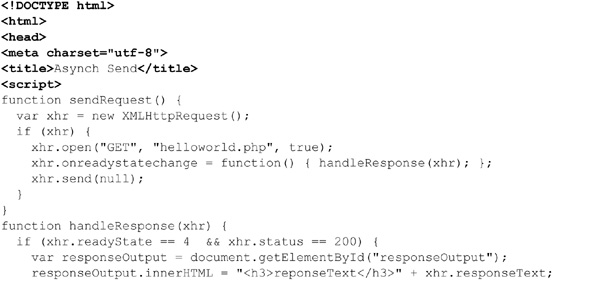 <!DOCTYPE html>
<html>
<head>
<meta charset="utf-8">
<title>Asynch Send</title>
<script>
function sendRequest() {
  var xhr = new XMLHttpRequest();
  if (xhr) {
    xhr.open("GET", "helloworld.php", true);
    xhr.onreadystatechange = function() { handleResponse(xhr); };
    xhr.send(null);
  }
}
function handleResponse(xhr) {
  if (xhr.readyState == 4  && xhr.status == 200) {
    var responseOutput = document.getElementById("responseOutput");
    responseOutput.innerHTML = "<h3>reponseText</h3>" + xhr.responseText;